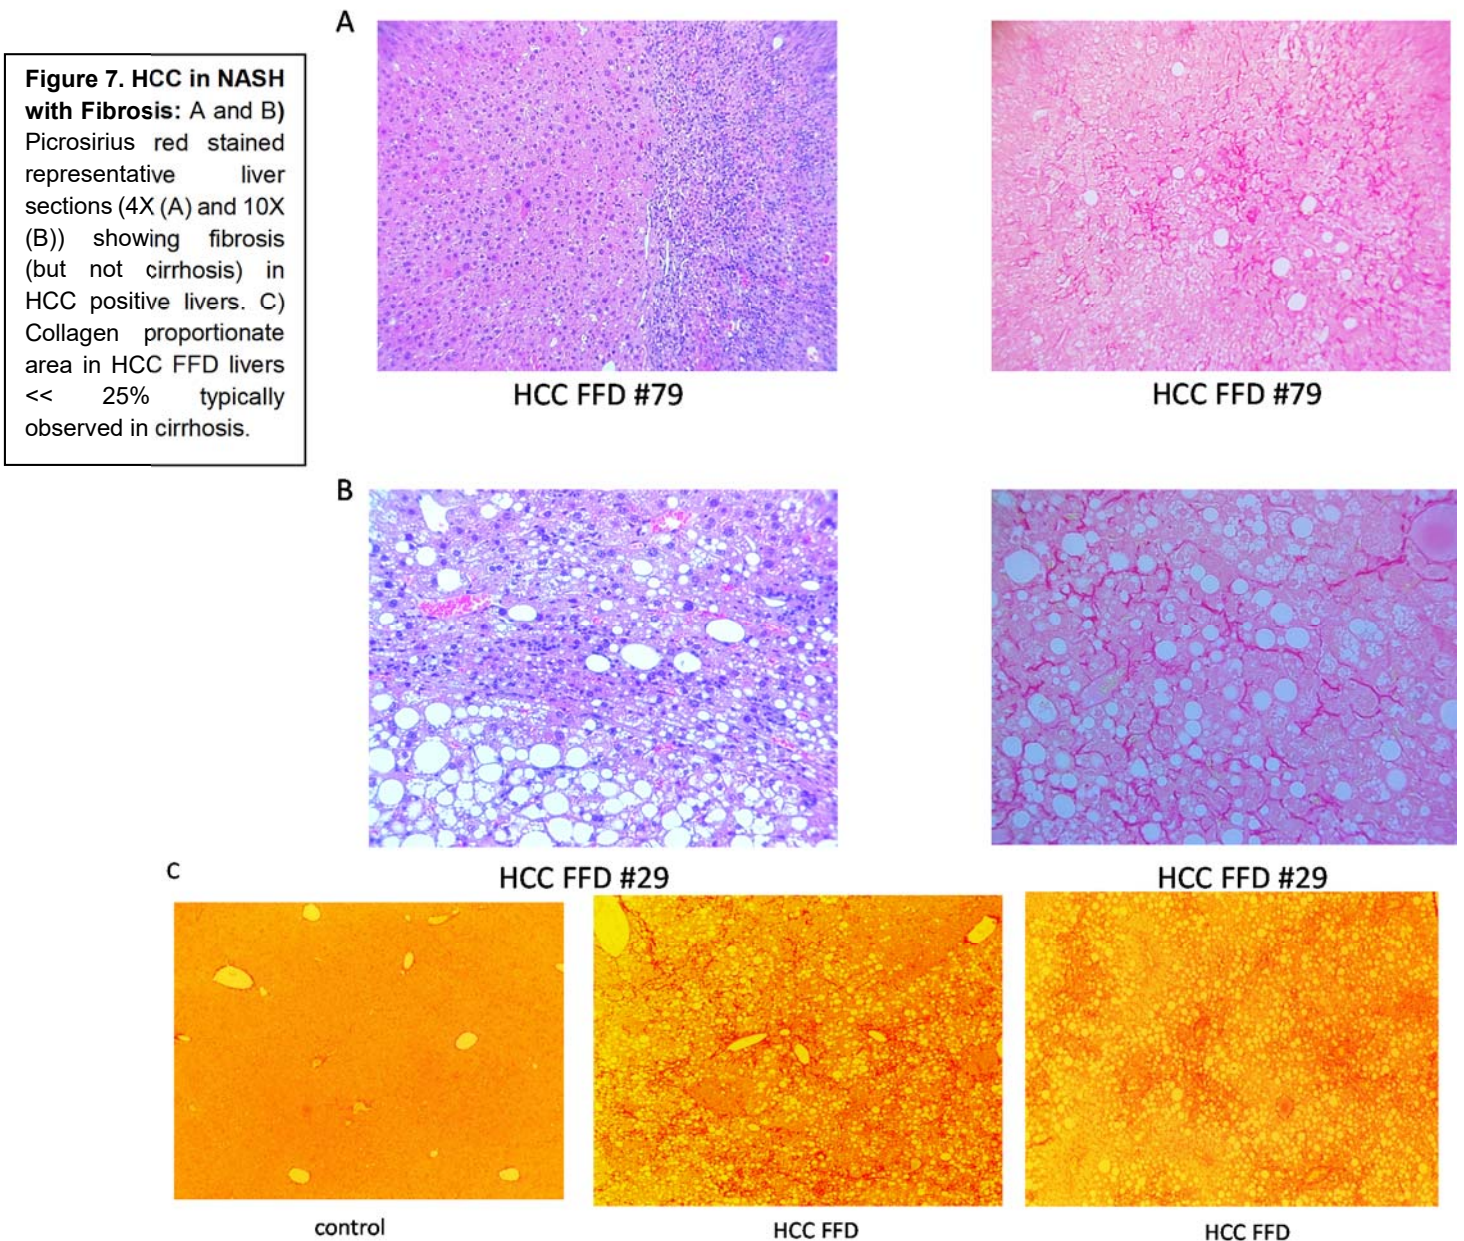 A
Figure 7. HCC in NASH
with Fibrosis: A and B)
Picrosirius red stained
representative liver
sections (4X (A) and 10X
(B)) showing fibrosis
(but not cirrhosis) in
HCC positive livers. C)
Collagen proportionate
area in HCC FFD livers
<< 25% typically
observed in cirrhosis.
HCC FFD #79
HCC FFD #79
B
HCC FFD #29
HCC FFD #29
C
control
HCC FFD
HCC FFD